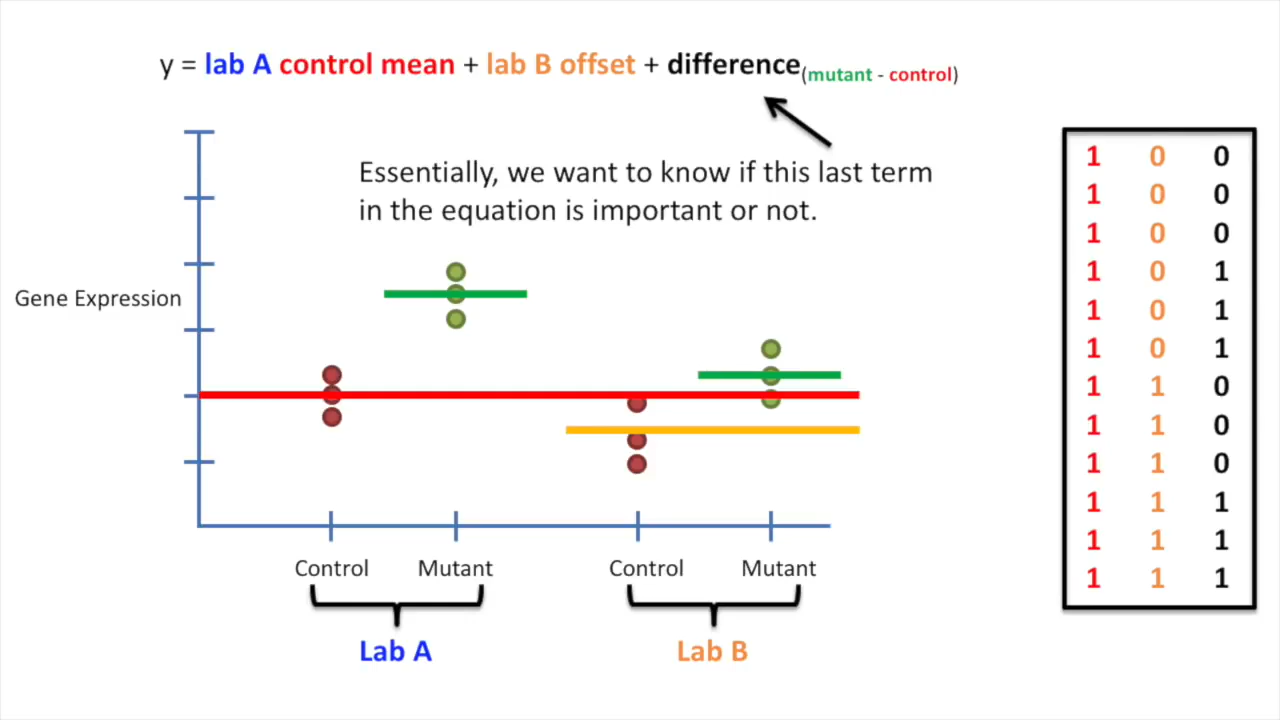 y = lab A control mean + lab B offset + difference(mutant - control)
Essentially, we want to know if this last term
in the equation is important or not.
Gene Expression
Control Mutant Control Mutant
Lab A Lab B
1 0 0
1 0 0
1 0 0
1 0 1
1 0 1
1 0 1
1 1 0
1 1 0
1 1 0
1 1 1
1 1 1
1 1 1